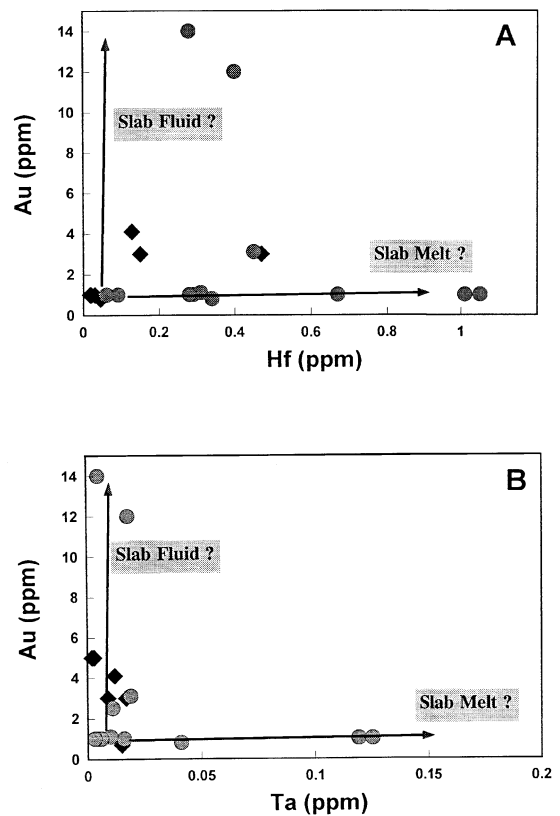 A
14
12
10
8
6
4
2
0
Au (ppm)
Slab Fluid ?
Slab Melt ?
0
0.2
0.4
0.6
0.8
1
Hf (ppm)
B
14
12
10
8
6
4
2
0
Au (ppm)
Slab Fluid ?
Slab Melt ?
0
0.05
0.1
0.15
0.2
Ta (ppm)